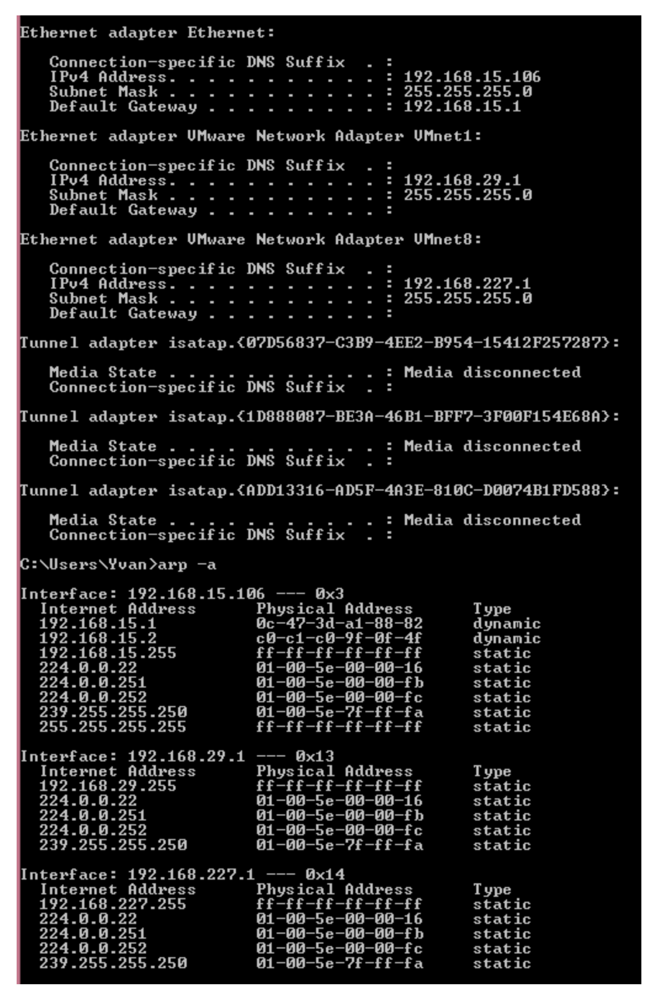 Ethernet adapter Ethernet:
Connection-specific DNS Suffix . :
IPv4 Address. . . . . . . . . . . : 192.168.15.106
Subnet Mask . . . . . . . . . . . : 255.255.255.0
Default Gateway . . . . . . . . . : 192.168.15.1
Ethernet adapter VMware Network Adapter VMnet1:
Connection-specific DNS Suffix . :
IPv4 Address. . . . . . . . . . . : 192.168.29.1
Subnet Mask . . . . . . . . . . . : 255.255.255.0
Default Gateway . . . . . . . . . :
Ethernet adapter VMware Network Adapter VMnet8:
Connection-specific DNS Suffix . :
IPv4 Address. . . . . . . . . . . : 192.168.227.1
Subnet Mask . . . . . . . . . . . : 255.255.255.0
Default Gateway . . . . . . . . . :
Tunnel adapter isatap.{07D56837-C3B9-4EE2-B954-15412F257287}:
Media State . . . . . . . . . . . : Media disconnected
Connection-specific DNS Suffix . :
Tunnel adapter isatap.{1D888087-BE3A-46B1-BFF7-3F00F154E68A}:
Media State . . . . . . . . . . . : Media disconnected
Connection-specific DNS Suffix . :
Tunnel adapter isatap.{ADD13316-AD5F-4A3E-810C-D0074B1FD588}:
Media State . . . . . . . . . . . : Media disconnected
Connection-specific DNS Suffix . :
C:\Users\Yvan>arp -a
Interface: 192.168.15.106 --- 0x3
Internet Address Physical Address Type
192.168.15.1 0c-47-3d-a1-88-82 dynamic
192.168.15.2 c0-c1-c0-9f-0f-4f dynamic
192.168.15.255 ff-ff-ff-ff-ff-ff static
224.0.0.22 01-00-5e-00-00-16 static
224.0.0.251 01-00-5e-00-00-fb static
224.0.0.252 01-00-5e-00-00-fc static
239.255.255.250 01-00-5e-7f-ff-fa static
255.255.255.255 ff-ff-ff-ff-ff-ff static
Interface: 192.168.29.1 --- 0x13
Internet Address Physical Address Type
192.168.29.255 ff-ff-ff-ff-ff-ff static
224.0.0.22 01-00-5e-00-00-16 static
224.0.0.251 01-00-5e-00-00-fb static
224.0.0.252 01-00-5e-00-00-fc static
239.255.255.250 01-00-5e-7f-ff-fa static
Interface: 192.168.227.1 --- 0x14
Internet Address Physical Address Type
192.168.227.255 ff-ff-ff-ff-ff-ff static
224.0.0.22 01-00-5e-00-00-16 static
224.0.0.251 01-00-5e-00-00-fb static
224.0.0.252 01-00-5e-00-00-fc static
239.255.255.250 01-00-5e-7f-ff-fa static